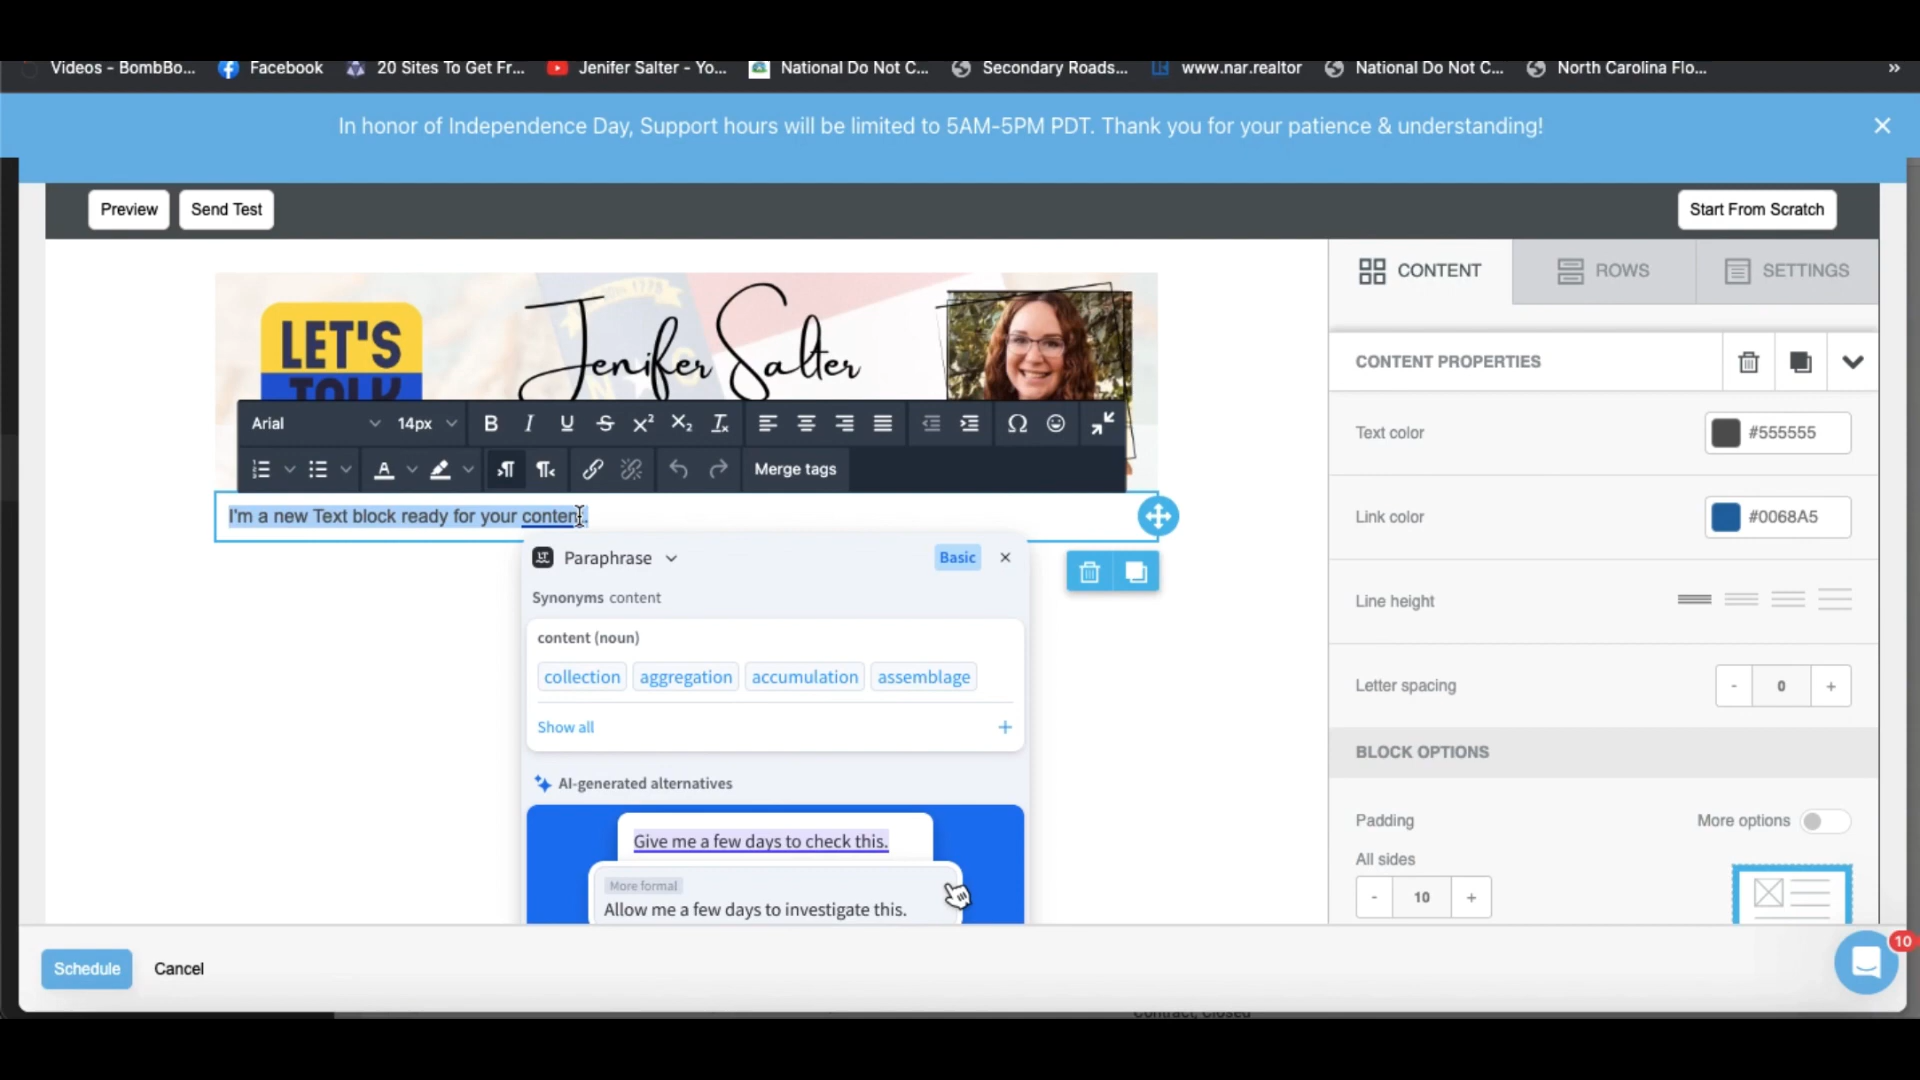 Videos - BombBo...
Facebook
20 Sites To Get Fr...
Jenifer Salter - Yo...
National Do Not C...
Secondary Roads...
www.nar.realtor
National Do Not C...
North Carolina Flo...
In honor of Independence Day, Support hours will be limited to 5AM-5PM PDT. Thank you for your patience & understanding!
Preview
Send Test
Start From Scratch
CONTENT
ROWS
SETTINGS
LET'S
TALK
Jenifer Salter
CONTENT PROPERTIES
Arial
14px
Merge tags
Text color
#555555
I'm a new Text block ready for your content.
Link color
#0068A5
Paraphrase
Basic
Synonyms content
content (noun)
collection
aggregation
accumulation
assemblage
Show all
Line height
Letter spacing
- 0 +
AI-generated alternatives
Give me a few days to check this.
More formal
Allow me a few days to investigate this.
BLOCK OPTIONS
Padding
More options
All sides
- 10 +
Schedule
Cancel
10
Contract, Closed